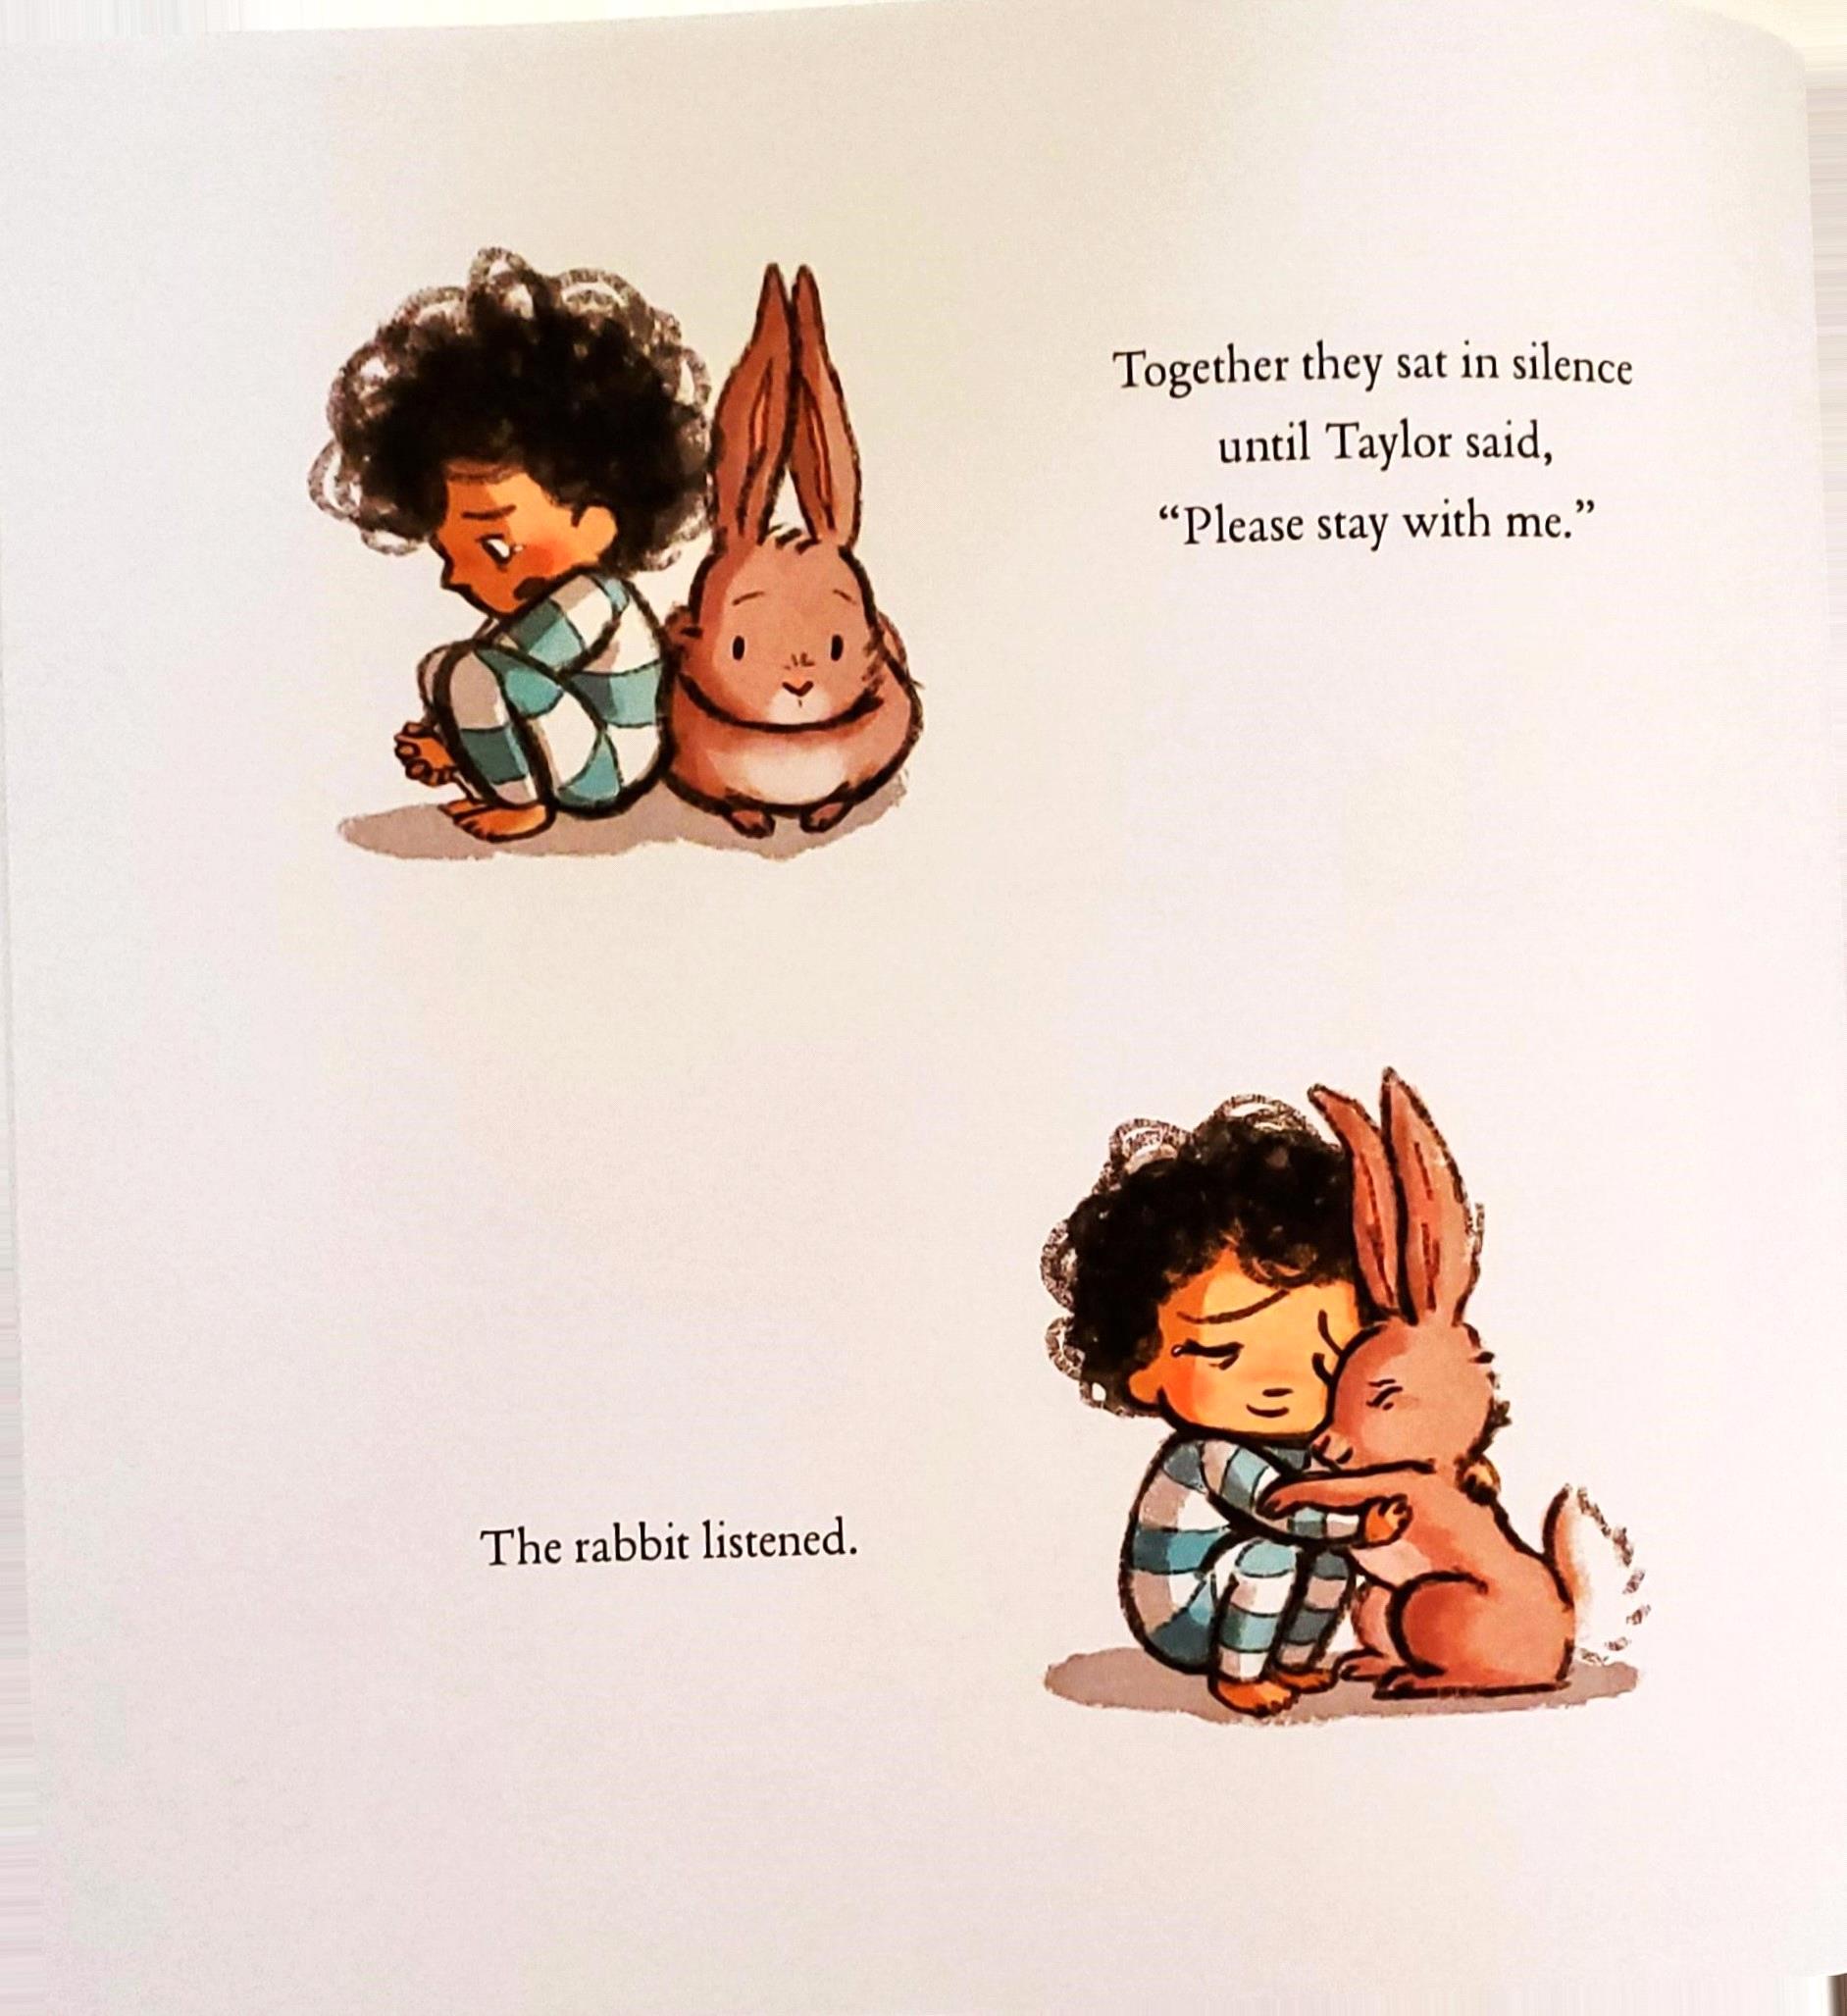 Together they sat in silence
until Taylor said,
“Please stay with me.”
The rabbit listened.